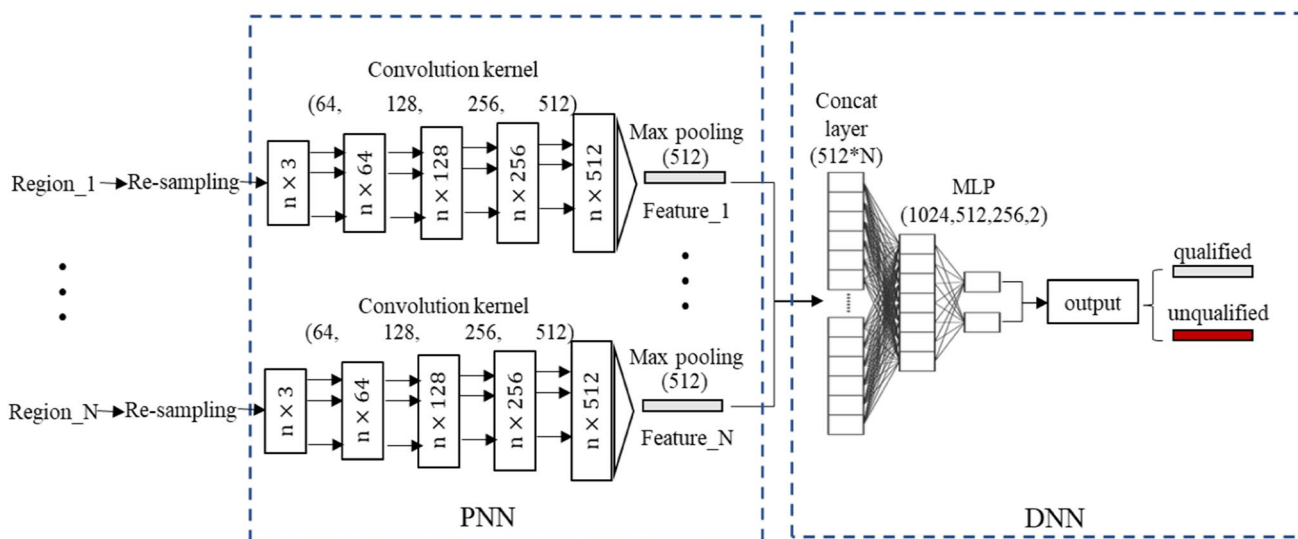 Convolution kernel
(64, 128, 256, 512)
Region_1
Re-sampling
n × 3
n × 64
n × 128
n × 256
n × 512
Max pooling
(512)
Feature_1
Convolution kernel
(64, 128, 256, 512)
Region_N
Re-sampling
n × 3
n × 64
n × 128
n × 256
n × 512
Max pooling
(512)
Feature_N
PNN
Concat
layer
(512*N)
MLP
(1024,512,256,2)
output
qualified
unqualified
DNN